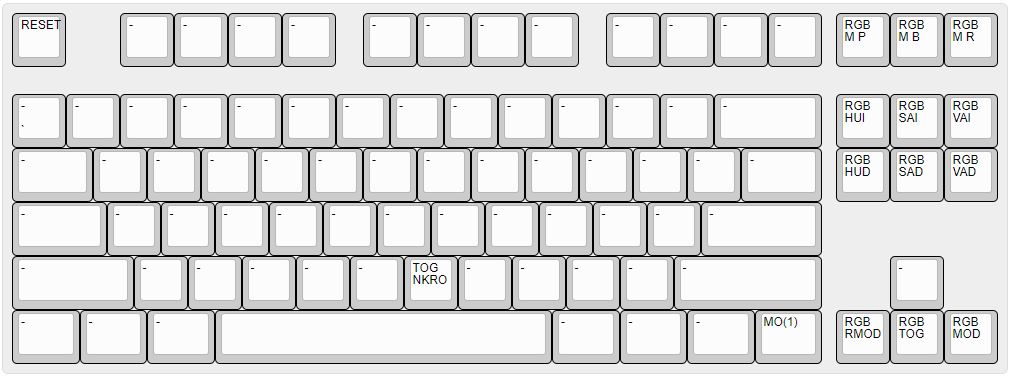 RESET - - - - - - - - - - - - RGB RGB RGB
M P M B M R
- - - - - - - - - - - - - - RGB RGB RGB
` HUI SAI VAI
- - - - - - - - - - - - - - RGB RGB RGB
HUD SAD VAD
- - - - - - - - - - - - -
- - - - - - TOG - - - - - -
NKRO
- - - - - - - MO(1) RGB RGB RGB
RMOD TOG MOD